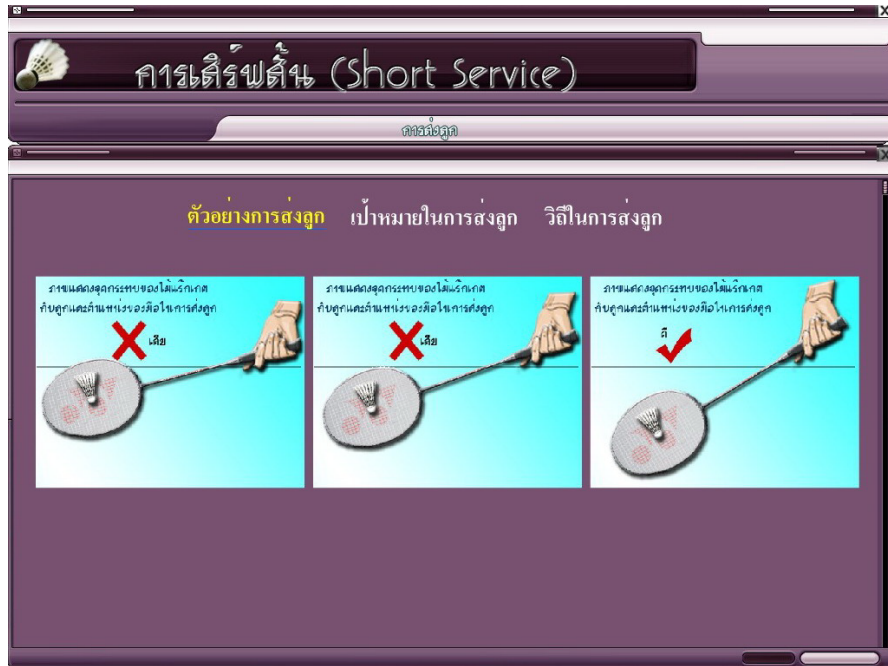 การเสิร์ฟสั้น (Short Service)
การส่งลูก
ตัวอย่างการส่งลูก เป้าหมายในการส่งลูก วิถีในการส่งลูก
ภาพแสดงจุดกระทบของไม้แร็กเกต
กับลูกและตำแหน่งของมือในการส่งลูก
เสีย
ภาพแสดงจุดกระทบของไม้แร็กเกต
กับลูกและตำแหน่งของมือในการส่งลูก
เสีย
ภาพแสดงจุดกระทบของไม้แร็กเกต
กับลูกและตำแหน่งของมือในการส่งลูก
ดี